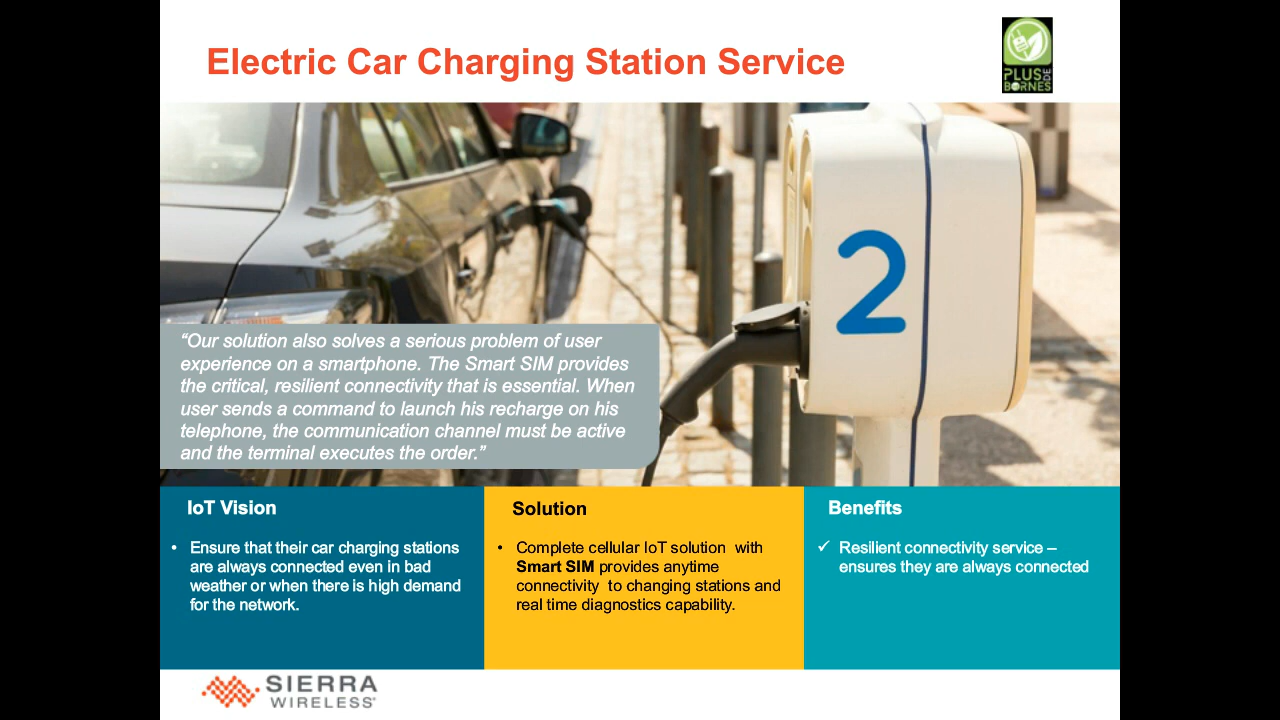 Electric Car Charging Station Service
PLUS
DE
BORNES
2
“Our solution also solves a serious problem of user
experience on a smartphone. The Smart SIM provides
the critical, resilient connectivity that is essential. When
user sends a command to launch his recharge on his
telephone, the communication channel must be active
and the terminal executes the order.”
IoT Vision
• Ensure that their car charging stations
are always connected even in bad
weather or when there is high demand
for the network.
Solution
• Complete cellular IoT solution with
Smart SIM provides anytime
connectivity to changing stations and
real time diagnostics capability.
Benefits
✓ Resilient connectivity service –
ensures they are always connected
SIERRA
WIRELESS